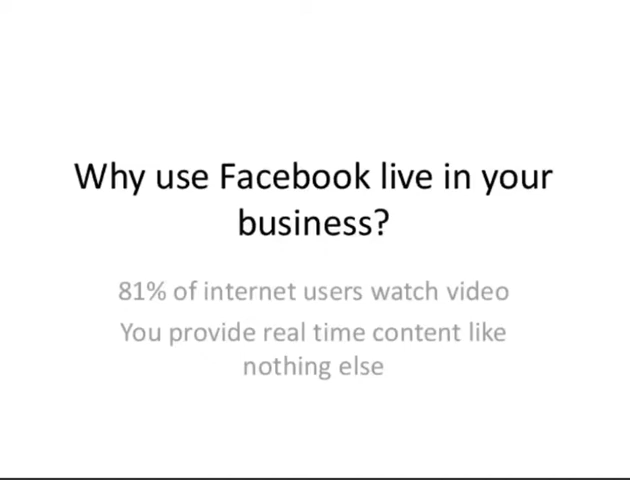 Why use Facebook live in your
business?
81% of internet users watch video
You provide real time content like
nothing else